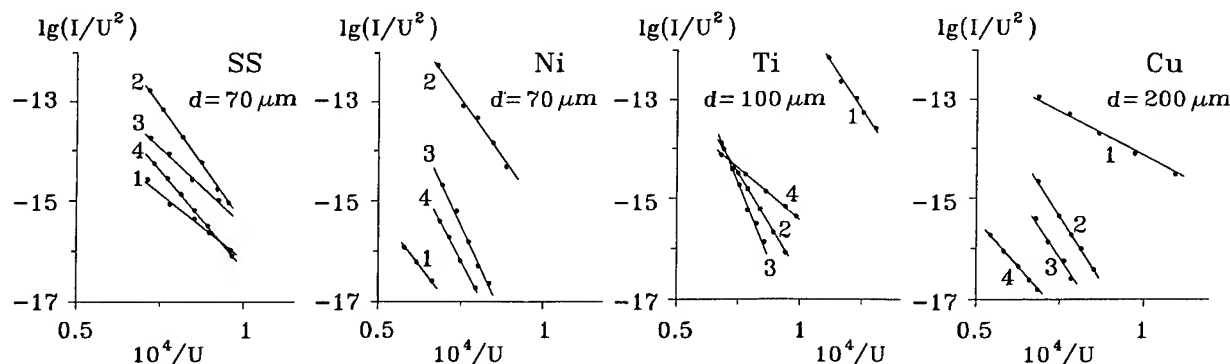 lg(I/U²) lg(I/U²) lg(I/U²) lg(I/U²)
SS Ni Ti Cu
d = 70 μm d = 70 μm d = 100 μm d = 200 μm
2 3 4 1
2 3 4 1
1 4 2 3
1 2 3 4
-13 -13 -13 -13
-15 -15 -15 -15
-17 -17 -17 -17
0.5 1 0.5 1 0.5 1 0.5 1
10⁴/U 10⁴/U 10⁴/U 10⁴/U